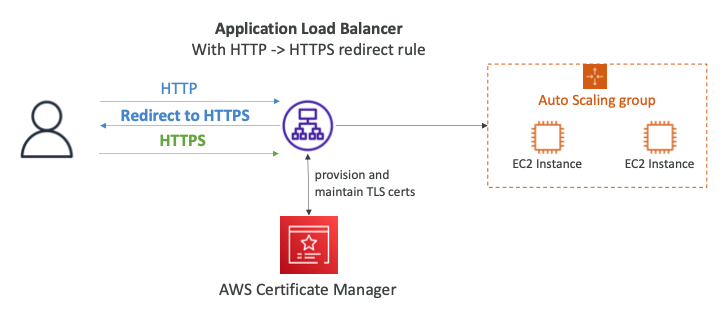 Application Load Balancer
With HTTP -> HTTPS redirect rule
HTTP
Redirect to HTTPS
HTTPS
Auto Scaling group
EC2 Instance
EC2 Instance
provision and
maintain TLS certs
AWS Certificate Manager